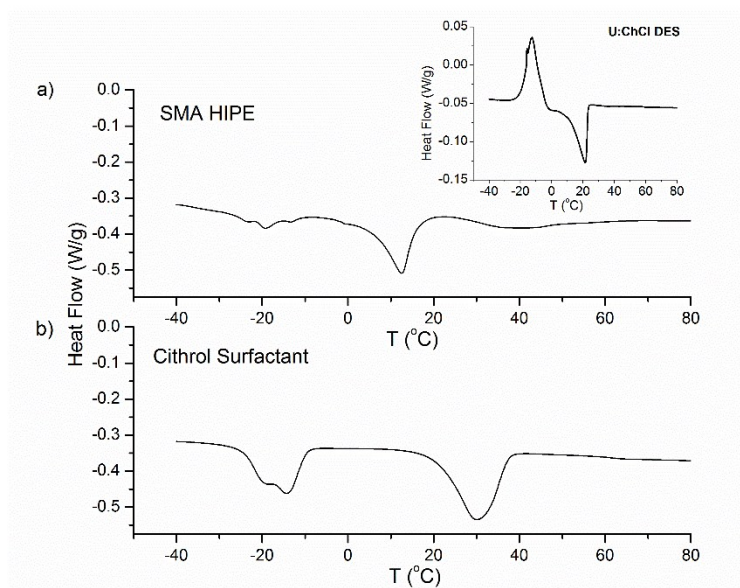 U:ChCl DES
0.05
0.00
-0.05
-0.10
-0.15
Heat Flow (W/g)
-40 -20 0 20 40 60 80
T (°C)
a)
SMA HIPE
0.0
-0.1
-0.2
-0.3
-0.4
-0.5
-40 -20 0 20 40 60 80
T (°C)
Heat Flow (W/g)
b)
Cithrol Surfactant
0.0
-0.1
-0.2
-0.3
-0.4
-0.5
-40 -20 0 20 40 60 80
T (°C)